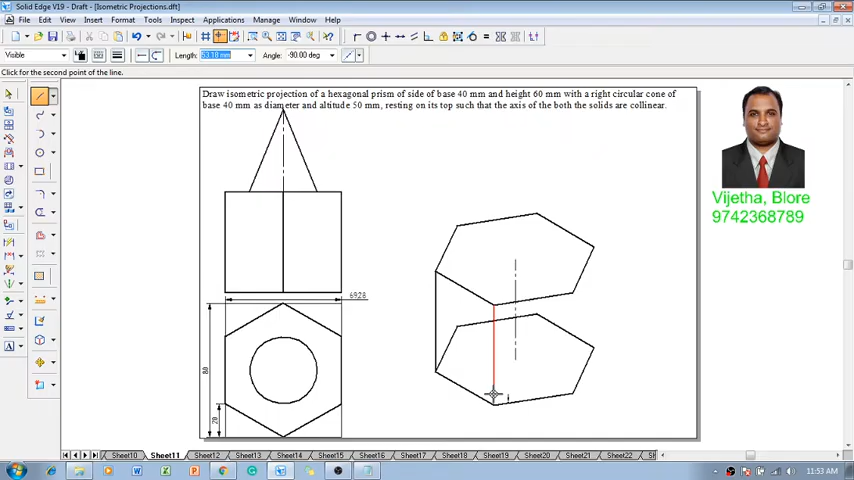 Solid Edge V19 - Draft - [Isometric Projections.dft]
File Edit View Insert Format Tools Inspect Applications Manage Window Help
Visible Length: 53.18 mm Angle: -90.00 deg
Click for the second point of the line.
Draw isometric projection of a hexagonal prism of side of base 40 mm and height 60 mm with a right circular cone of
base 40 mm as diameter and altitude 50 mm, resting on its top such that the axis of the both the solids are collinear.
Vijetha, Blore
9742368789
69.28
80
20
Sheet10 Sheet11 Sheet12 Sheet13 Sheet14 Sheet15 Sheet16 Sheet17 Sheet18 Sheet19 Sheet20 Sheet21 Sheet22
11:53 AM